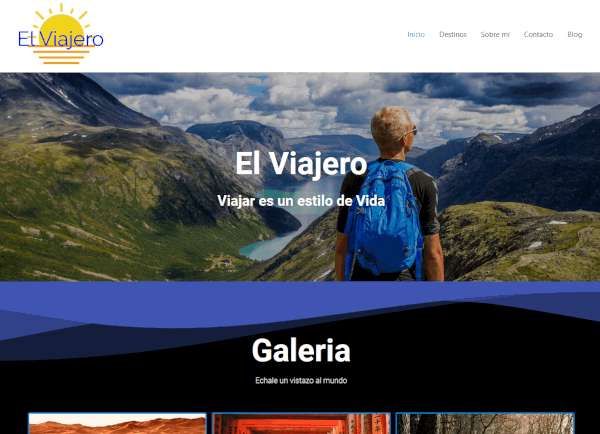 El Viajero
Inicio Destinos Sobre mí Contacto Blog
El Viajero
Viajar es un estilo de Vida
Galeria
Echale un vistazo al mundo